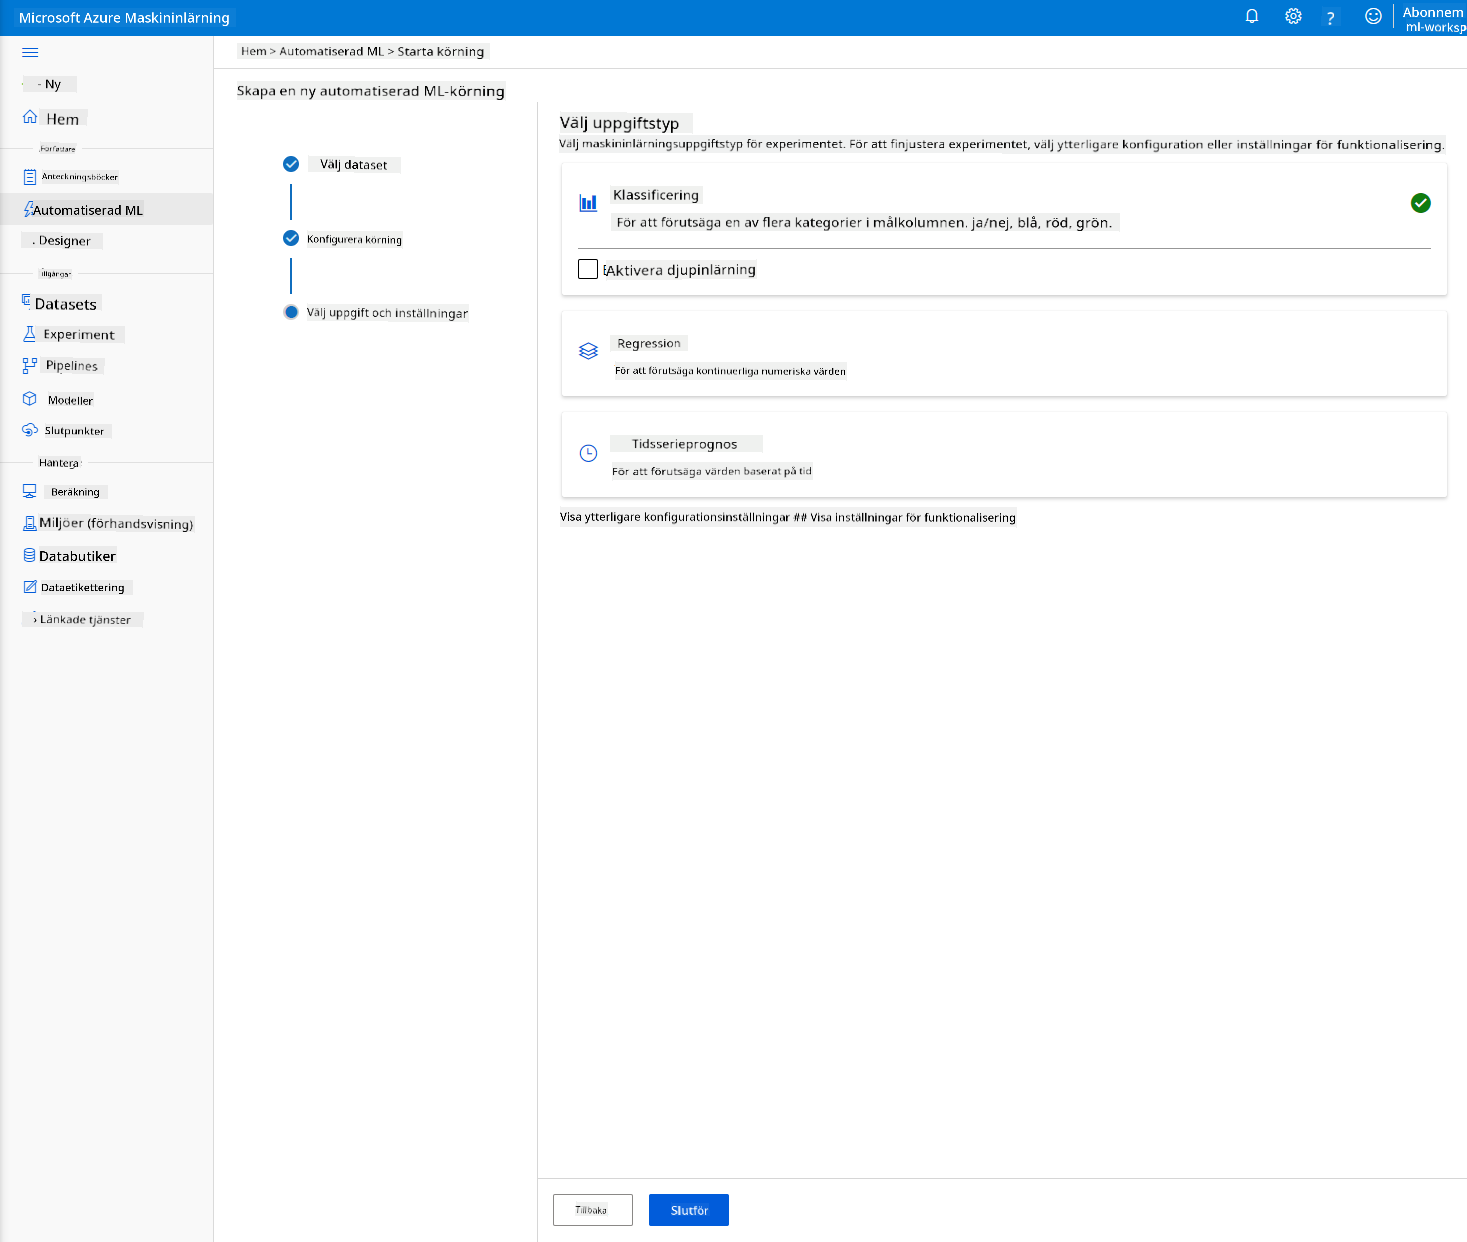 Microsoft Azure Maskininlärning
?
Abonnem
ml-worksp
Hem > Automatiserad ML > Starta körning
- Ny
Hem
Författare
Anteckningsböcker
Automatiserad ML
. Designer
Tillgångar
Datasets
Experiment
Pipelines
Modeller
Slutpunkter
Hantera
Beräkning
Miljöer (förhandsvisning)
Databutiker
Dataetikettering
› Länkade tjänster
Skapa en ny automatiserad ML-körning
Välj dataset
Konfigurera körning
Välj uppgift och inställningar
Välj uppgiftstyp
Välj maskininlärningsuppgiftstyp för experimentet. För att finjustera experimentet, välj ytterligare konfiguration eller inställningar för funktionalisering.
Klassificering
För att förutsäga en av flera kategorier i målkolumnen. ja/nej, blå, röd, grön.
Aktivera djupinlärning
Regression
För att förutsäga kontinuerliga numeriska värden
Tidsserieprognos
För att förutsäga värden baserat på tid
Visa ytterligare konfigurationsinställningar ## Visa inställningar för funktionalisering
Tillbaka
Slutför